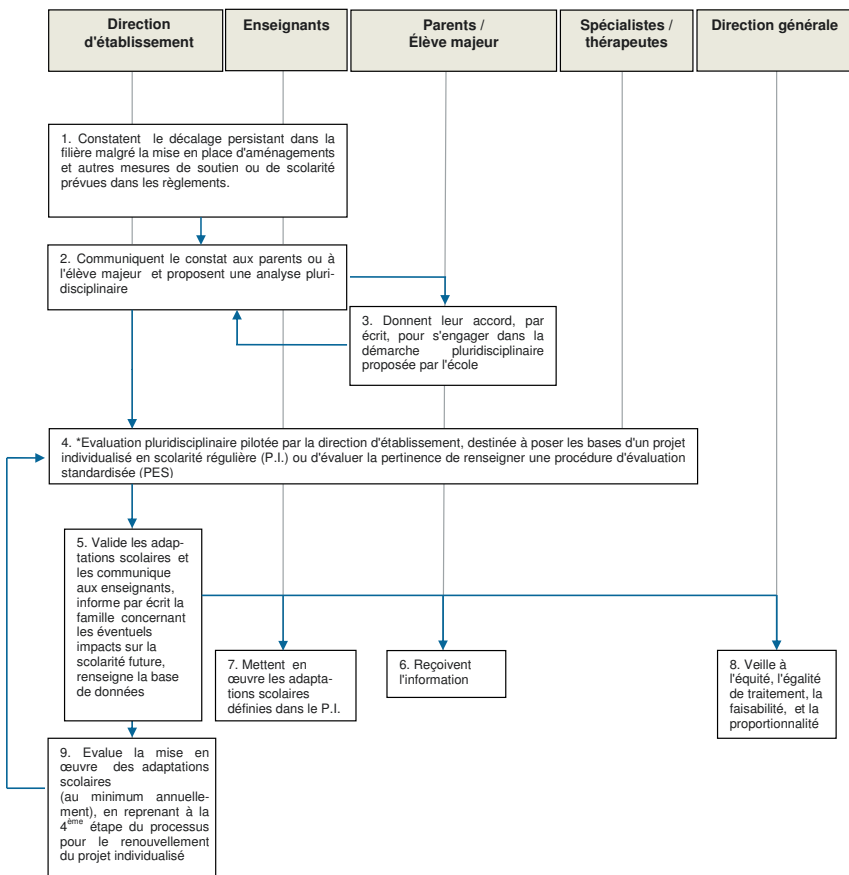 Direction
d'établissement
Enseignants
Parents /
Élève majeur
Spécialistes /
thérapeutes
Direction générale
1. Constatent le décalage persistant dans la
filière malgré la mise en place d'aménagements
et autres mesures de soutien ou de scolarité
prévues dans les règlements.
2. Communiquent le constat aux parents ou à
l'élève majeur et proposent une analyse pluri-
disciplinaire
3. Donnent leur accord, par
écrit, pour s'engager dans la
démarche pluridisciplinaire
proposée par l'école
4. *Evaluation pluridisciplinaire pilotée par la direction d'établissement, destinée à poser les bases d'un projet
individualisé en scolarité régulière (P.I.) ou d'évaluer la pertinence de renseigner une procédure d'évaluation
standardisée (PES)
5. Valide les adap-
tations scolaires et
les communique
aux enseignants,
informe par écrit la
famille concernant
les éventuels
impacts sur la
scolarité future,
renseigne la base
de données
7. Mettent en
œuvre les adapta-
tions scolaires
définies dans le P.I.
6. Reçoivent
l'information
8. Veille à
l'équité, l'égalité
de traitement, la
faisabilité, et la
proportionnalité
9. Evalue la mise en
œuvre des adaptations
scolaires
(au minimum annuelle-
ment), en reprenant à la
4ème étape du processus
pour le renouvellement
du projet individualisé